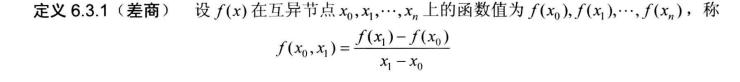 定义 6.3.1（差商） 设 f(x) 在互异节点 x₀, x₁, ⋯, xₙ 上的函数值为 f(x₀), f(x₁), ⋯, f(xₙ)，称
f(x₀, x₁) = \frac{f(x₁) − f(x₀)}{x₁ − x₀}